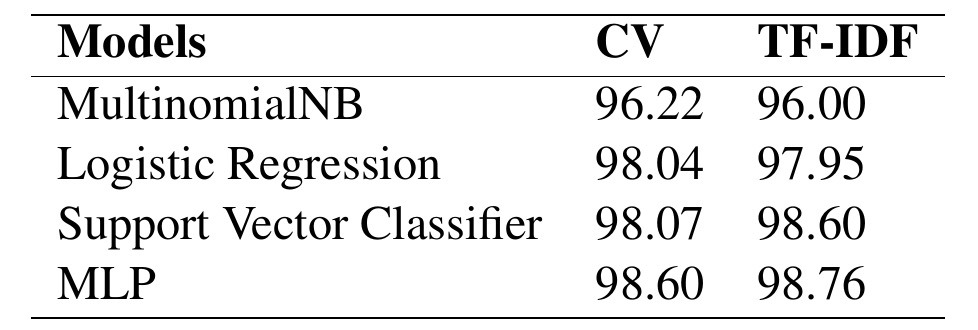 Models CV TF-IDF
MultinomialNB 96.22 96.00
Logistic Regression 98.04 97.95
Support Vector Classifier 98.07 98.60
MLP 98.60 98.76